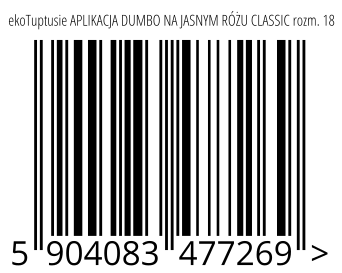 ekoTuptusie APLIKACJA DUMBO NA JASNYM RÓŻU CLASSIC rozm. 18
5 904083 477269 >